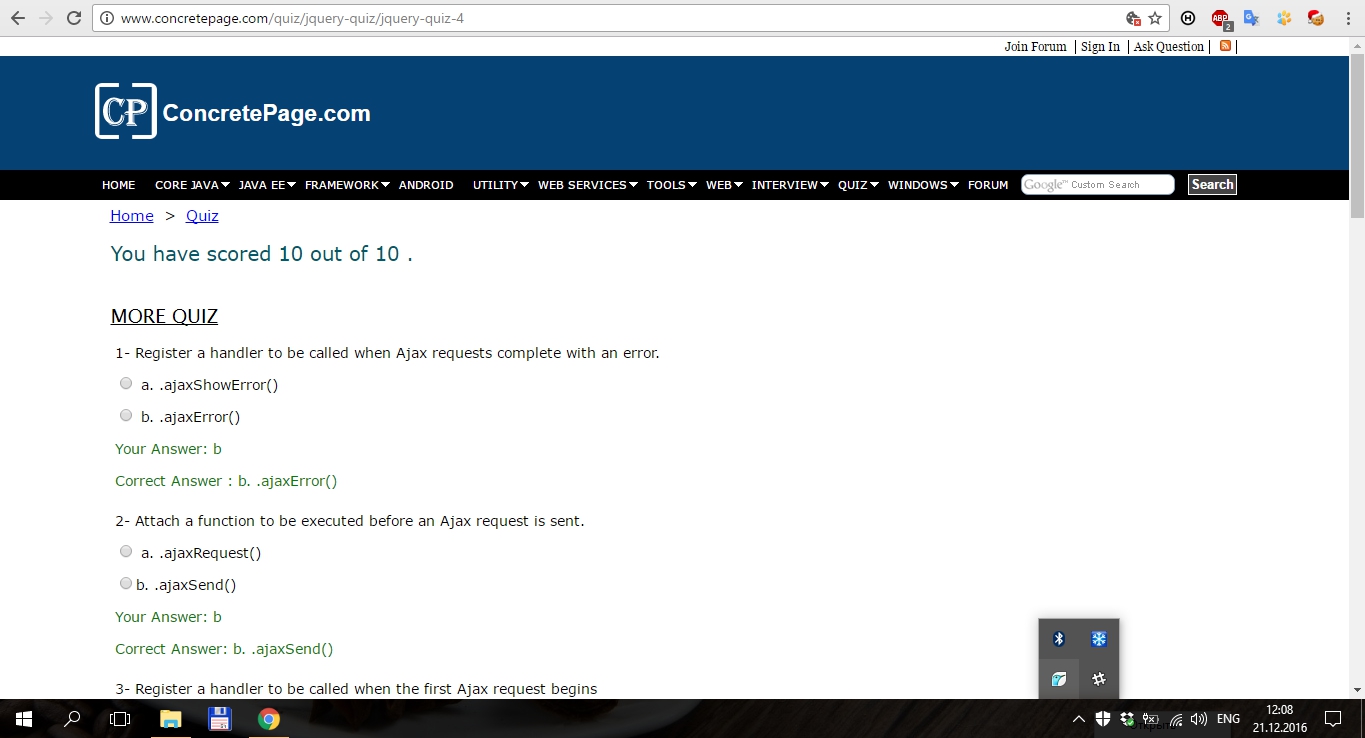 www.concretepage.com/quiz/jquery-quiz/jquery-quiz-4
ABP
2
Join Forum | Sign In | Ask Question | |
CP ConcretePage.com
HOME CORE JAVA JAVA EE FRAMEWORK ANDROID UTILITY WEB SERVICES TOOLS WEB INTERVIEW QUIZ WINDOWS FORUM Google™ Custom Search Search
Home > Quiz
You have scored 10 out of 10 .
MORE QUIZ
1- Register a handler to be called when Ajax requests complete with an error.
a. .ajaxShowError()
b. .ajaxError()
Your Answer: b
Correct Answer : b. .ajaxError()
2- Attach a function to be executed before an Ajax request is sent.
a. .ajaxRequest()
b. .ajaxSend()
Your Answer: b
Correct Answer: b. .ajaxSend()
3- Register a handler to be called when the first Ajax request begins
ENG
12:08
21.12.2016